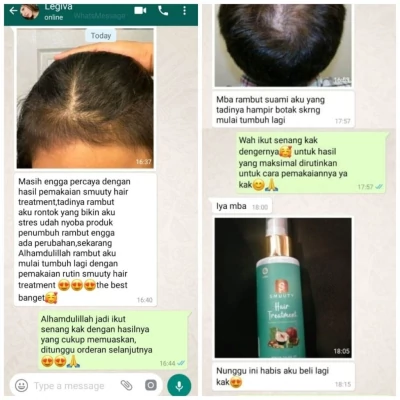 Legiva
online
Today
16:37
Masih engga percaya dengan
hasil pemakaian smuuty hair
treatment,tadinya rambut
aku rontok yang bikin aku
stres udah nyoba produk
penumbuh rambut engga
ada perubahan,sekarang
Alhamdulillah rambut aku
mulai tumbuh lagi dengan
pemakaian rutin smuuty hair
treatment 😍😍😍the best
banget🥰
16:40
Alhamdulillah jadi ikut
senang kak dengan hasilnya
yang cukup memuaskan,
ditunggu orderan selanjutnya
😍😍🙏
16:44
Type a message
Mba rambut suami aku yang
tadinya hampir botak skrng
mulai tumbuh lagi
17:57
Wah ikut senang kak
dengernya🥰 untuk hasil
yang maksimal dirutinkan
untuk cara pemakaiannya ya
kak😊🙏
17:57
Iya mba 18:00
SMUUTY
Hair
Treatment
18:05
Nunggu ini habis aku beli lagi
kak😍
18:15